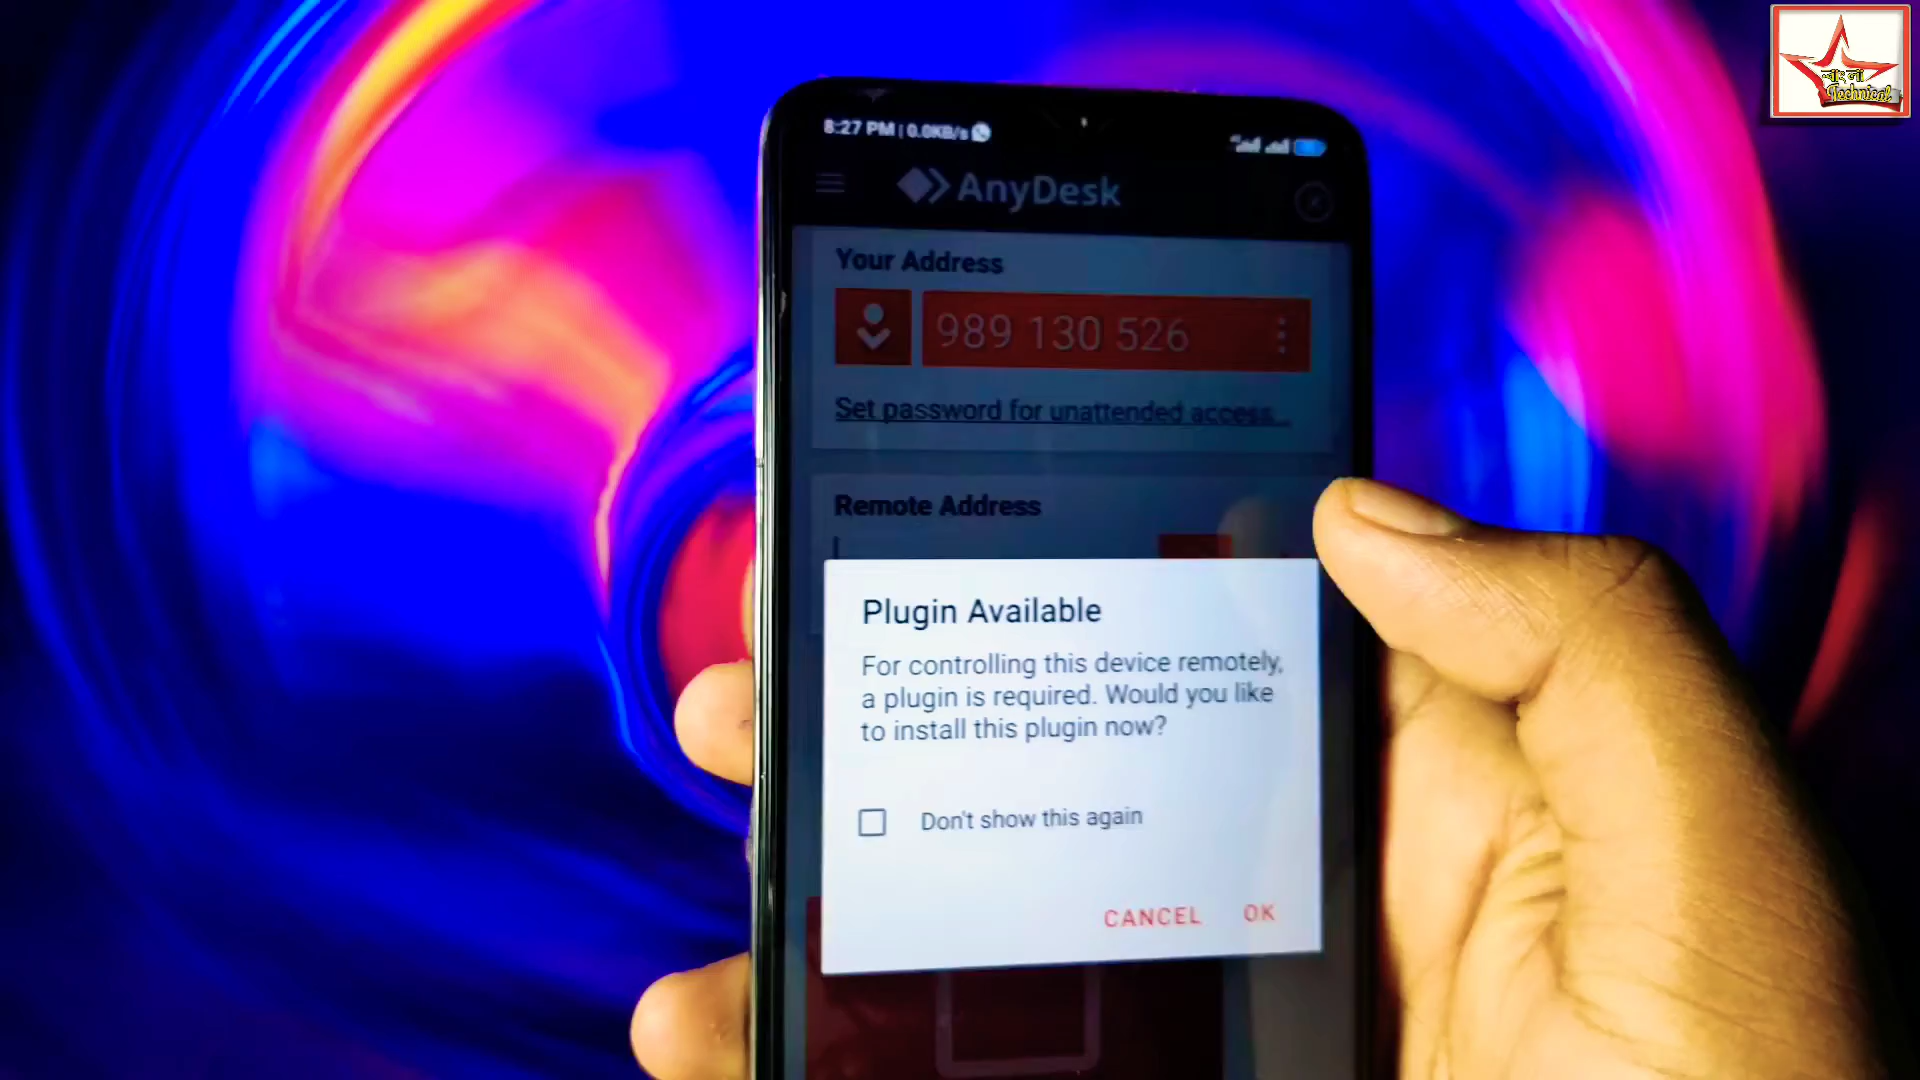 8:27 PM | 0.0KB/s
AnyDesk
Your Address
989 130 526
Set password for unattended access...
Remote Address
Plugin Available
For controlling this device remotely,
a plugin is required. Would you like
to install this plugin now?
Don't show this again
CANCEL OK
Technical